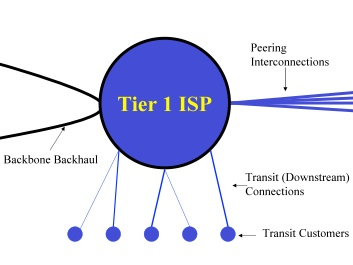 Peering
Interconnections
Tier 1 ISP
Backbone Backhaul
Transit (Downstream)
Connections
Transit Customers